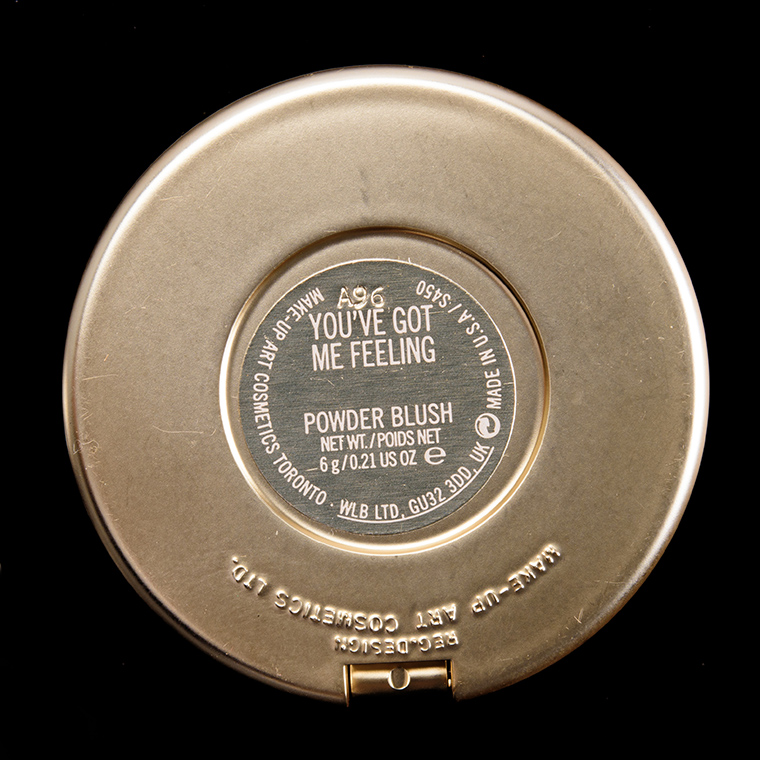 A96
YOU'VE GOT
ME FEELING
POWDER BLUSH
NET WT./POIDS NET
6 g/0.21 US OZ e
MAKE-UP ART COSMETICS TORONTO · WLB LTD, GU32 3DD, UK
MADE IN U.S.A/S450
MAKE-UP ART COSMETICS LTD.
REG.DESIGN